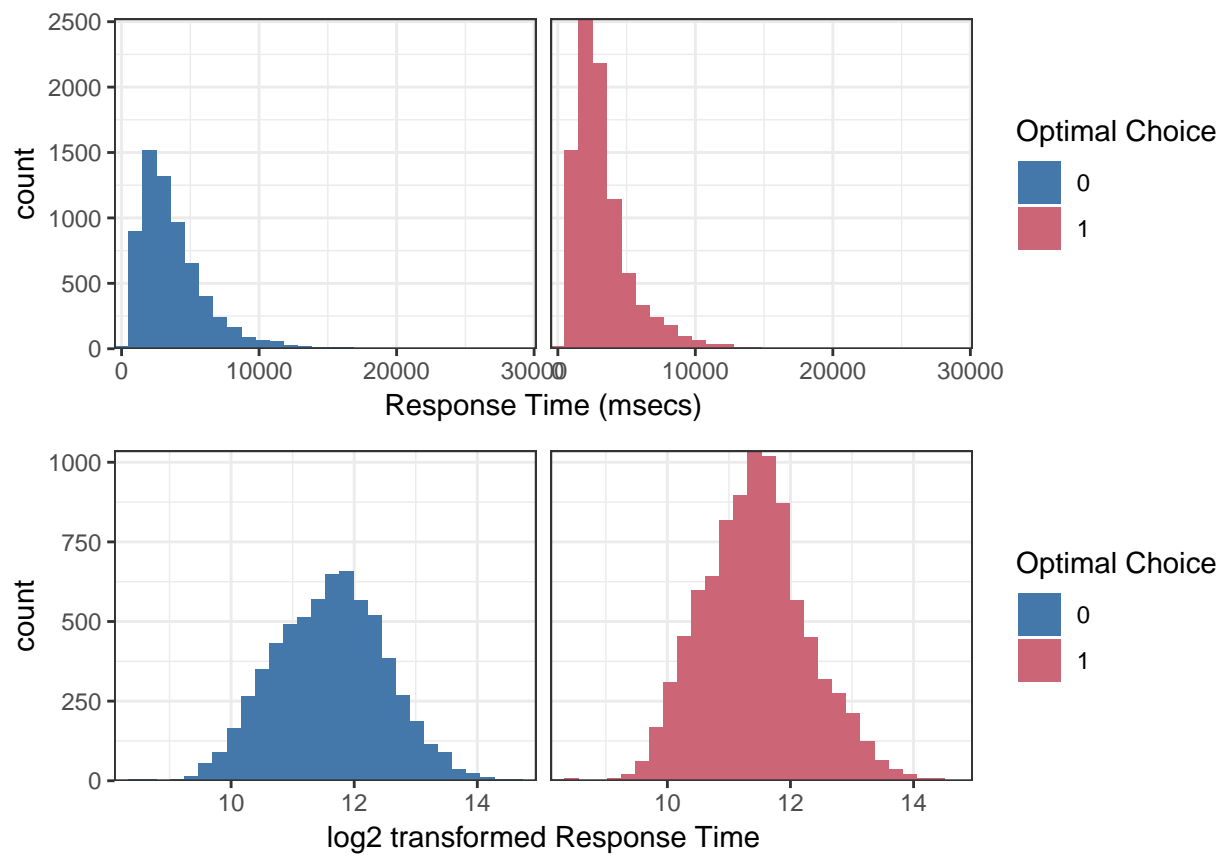 2500
2000
1500
1000
500
0
count
0 10000 20000 30000 0 10000 20000 30000
Response Time (msecs)
Optimal Choice
0
1
1000
750
500
250
0
count
10 12 14 10 12 14
log2 transformed Response Time
Optimal Choice
0
1